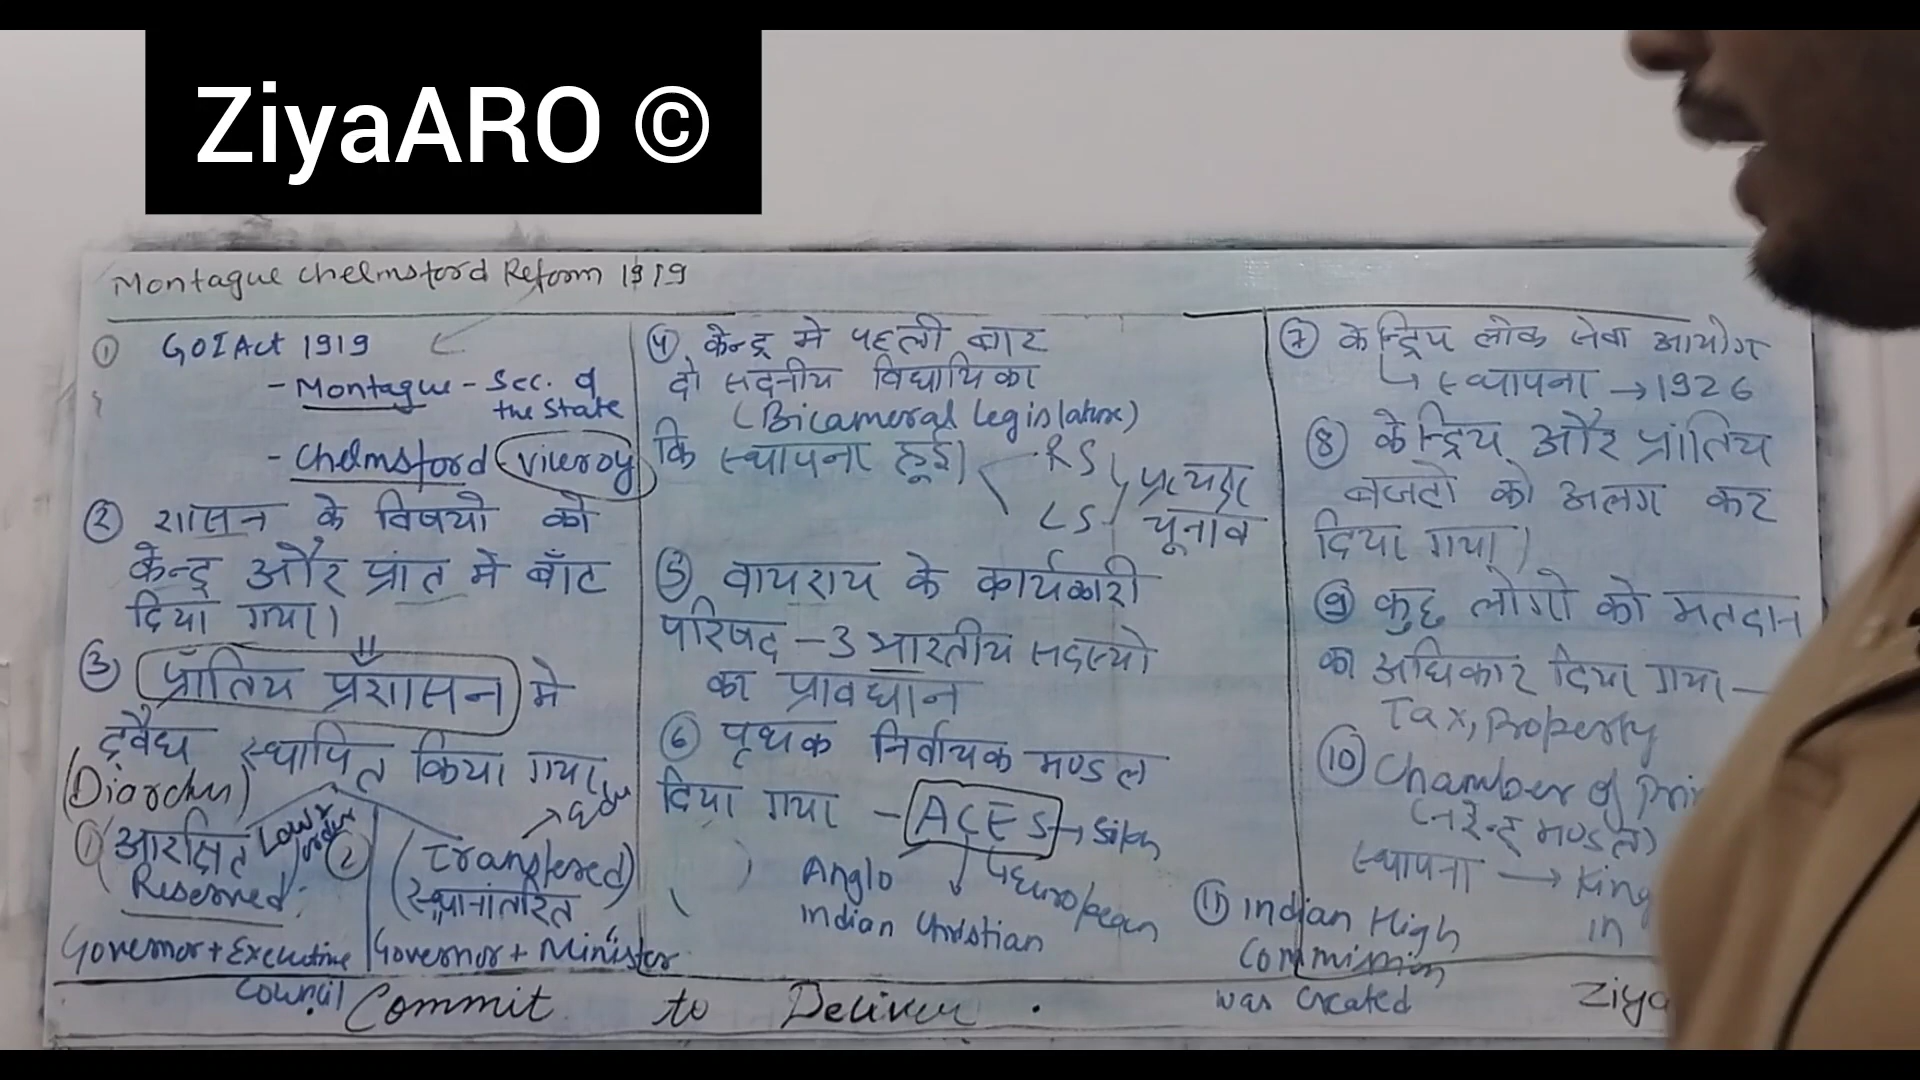 ZiyaARO ©
Montague Chelmsford Reform 1919
① GOI Act 1919
- Montague - Sec. of
the State
- Chelmsford (Viceroy)
② शासन के विषयो को
केन्द्र और प्रांत मे बाँट
दिया गया।
③ प्राँतिय प्रशासन मे
द्वैध स्थापित किया गया
(Diarchy)
→ Edu
Law & order
① आरक्षित
Reserved
② (Transfered)
(स्थानांतरित
Governor + Executive
Council
Governor + Minister
④ केन्द्र मे पहली बार
दो सदनीय विधायिका
(Bicameral Legislature)
कि स्थापना हुई।
RS
LS
प्रत्यक्ष
चूनाव
⑤ वायराय के कार्यकारी
परिषद - 3 भारतीय सदस्यो
का प्रावधान
⑥ पृथक निर्वाचक मण्डल
दिया गया - ACES → Sikh
Anglo
European
Indian Christian
⑦ केन्द्रिय लोक सेवा आयोग
↳ स्थापना → 1926
⑧ केन्द्रिय और प्रांतिय
बजटो को अलग कर
दिया गया।
⑨ कुछ लोगो को मतदान
का अधिकार दिया गया -
Tax, Property
⑩ Chamber of Pri
(नरेन्द्र मण्डल)
स्थापना → King
in
⑪ Indian High
Commission
was Created
Commit to Deliver.
Ziya